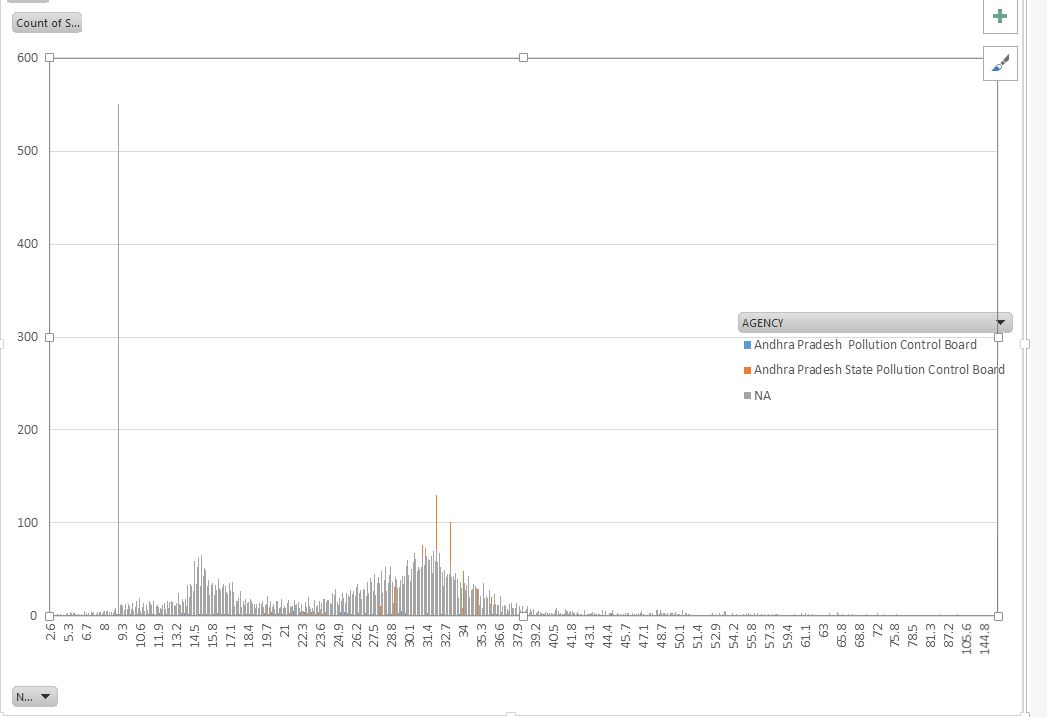 Count of S...
600
500
400
300
200
100
0
AGENCY
Andhra Pradesh  Pollution Control Board
Andhra Pradesh State Pollution Control Board
NA
2.6 5.3 6.7 8 9.3 10.6 11.9 13.2 14.5 15.8 17.1 18.4 19.7 21 22.3 23.6 24.9 26.2 27.5 28.8 30.1 31.4 32.7 34 35.3 36.6 37.9 39.2 40.5 41.8 43.1 44.4 45.7 47.1 48.7 50.1 51.4 52.9 54.2 55.8 57.3 59.4 61.1 63 65.8 68.8 72 75.8 78.5 81.3 87.2 105.6 144.8
N...